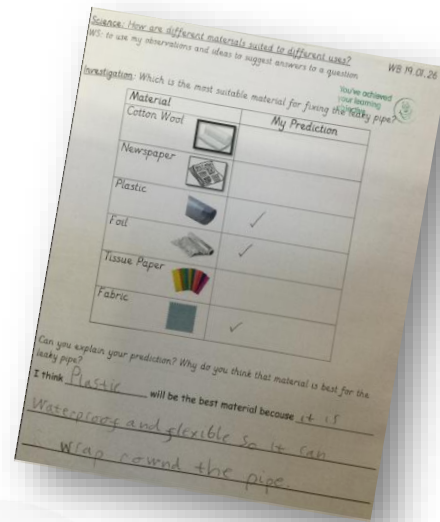 Science: How are different materials suited to different uses?
WS: to use my observations and ideas to suggest answers to a question
WB 19.01.26
You've achieved
your learning
objective
Investigation: Which is the most suitable material for fixing the leaky pipe?
Material My Prediction
Cotton Wool
Newspaper
Plastic ✓
Foil ✓
Tissue Paper
Fabric ✓
Can you explain your prediction? Why do you think that material is best for the
leaky pipe?
I think Plastic will be the best material because it is
Waterproof and flexible so it can
wrap rownd the pipe